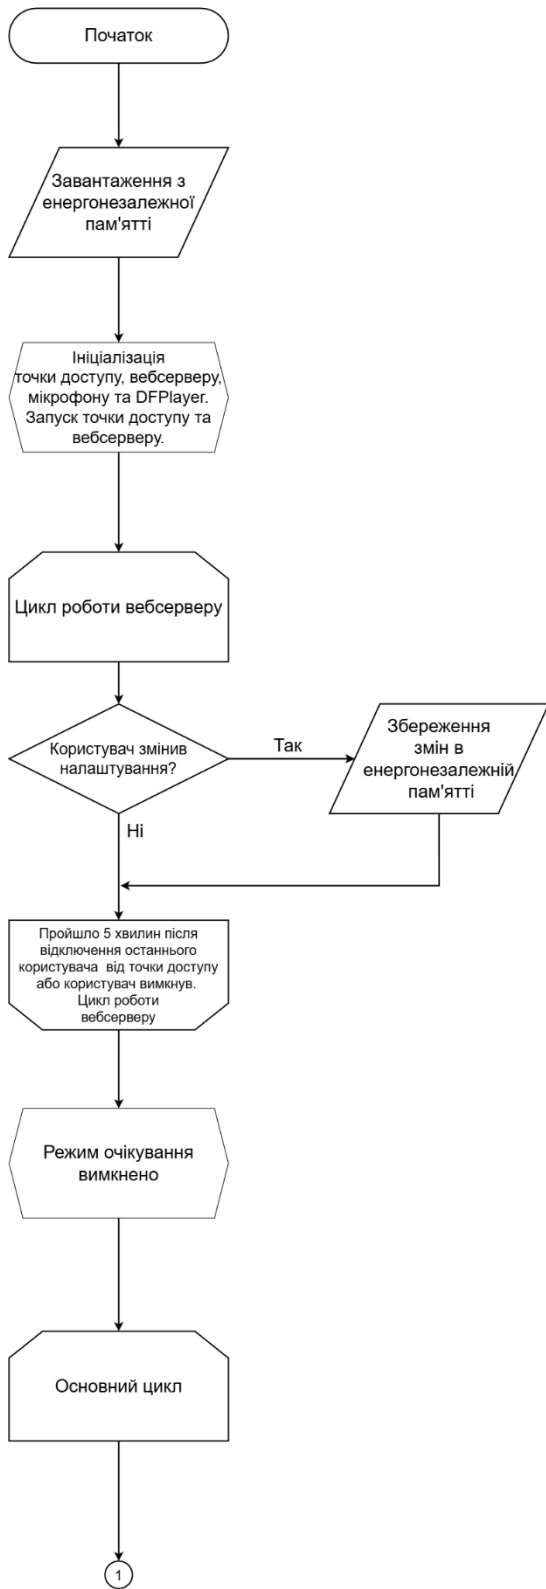 Початок
Завантаження з
енергонезалежної
пам'ятті
Ініціалізація
точки доступу, вебсерверу,
мікрофону та DFPlayer.
Запуск точки доступу та
вебсерверу.
Цикл роботи вебсерверу
Користувач змінив
налаштування?
Так
Збереження
змін в
енергонезалежній
пам'ятті
Ні
Пройшло 5 хвилин після
відключення останнього
користувача від точки доступу
або користувач вимкнув.
Цикл роботи
вебсерверу
Режим очікування
вимкнено
Основний цикл
1